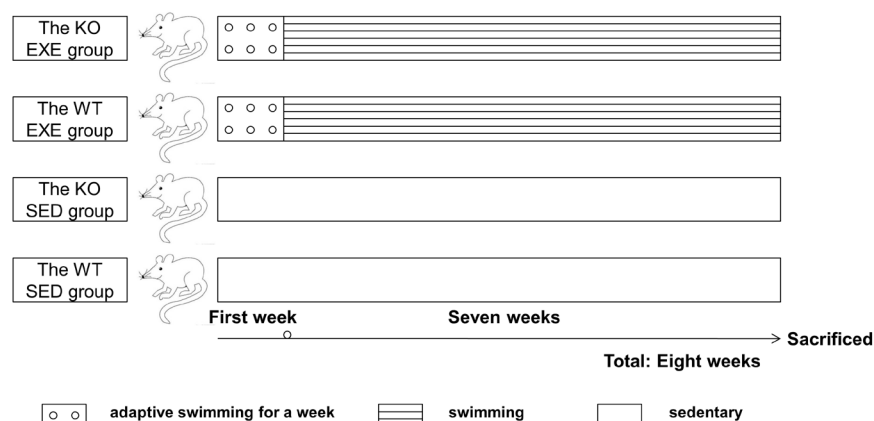 The KO
EXE group
The WT
EXE group
The KO
SED group
The WT
SED group
First week
Seven weeks
Sacrificed
Total: Eight weeks
adaptive swimming for a week
swimming
sedentary